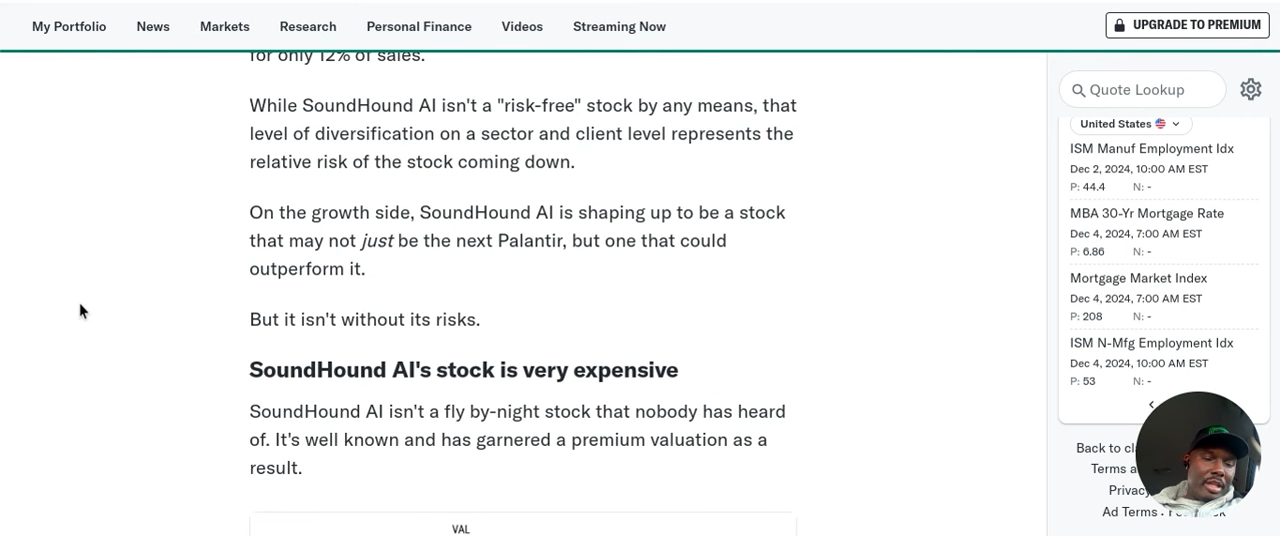 My Portfolio News Markets Research Personal Finance Videos Streaming Now UPGRADE TO PREMIUM
for only 12% of sales.
While SoundHound AI isn't a "risk-free" stock by any means, that
level of diversification on a sector and client level represents the
relative risk of the stock coming down.
On the growth side, SoundHound AI is shaping up to be a stock
that may not just be the next Palantir, but one that could
outperform it.
But it isn't without its risks.
SoundHound AI's stock is very expensive
SoundHound AI isn't a fly by-night stock that nobody has heard
of. It's well known and has garnered a premium valuation as a
result.
VAL
Quote Lookup
United States
ISM Manuf Employment Idx
Dec 2, 2024, 10:00 AM EST
P: 44.4 N: -
MBA 30-Yr Mortgage Rate
Dec 4, 2024, 7:00 AM EST
P: 6.86 N: -
Mortgage Market Index
Dec 4, 2024, 7:00 AM EST
P: 208 N: -
ISM N-Mfg Employment Idx
Dec 4, 2024, 10:00 AM EST
P: 53 N: -
Back to
Terms
Privacy
Ad Terms